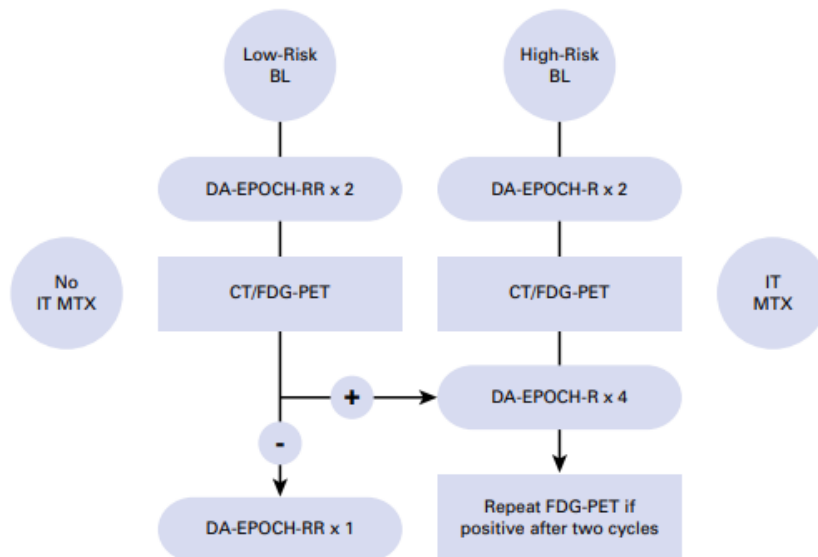 Low-Risk
BL
High-Risk
BL
DA-EPOCH-RR x 2
DA-EPOCH-R x 2
No
IT MTX
CT/FDG-PET
CT/FDG-PET
IT
MTX
+
DA-EPOCH-R x 4
-
DA-EPOCH-RR x 1
Repeat FDG-PET if
positive after two cycles